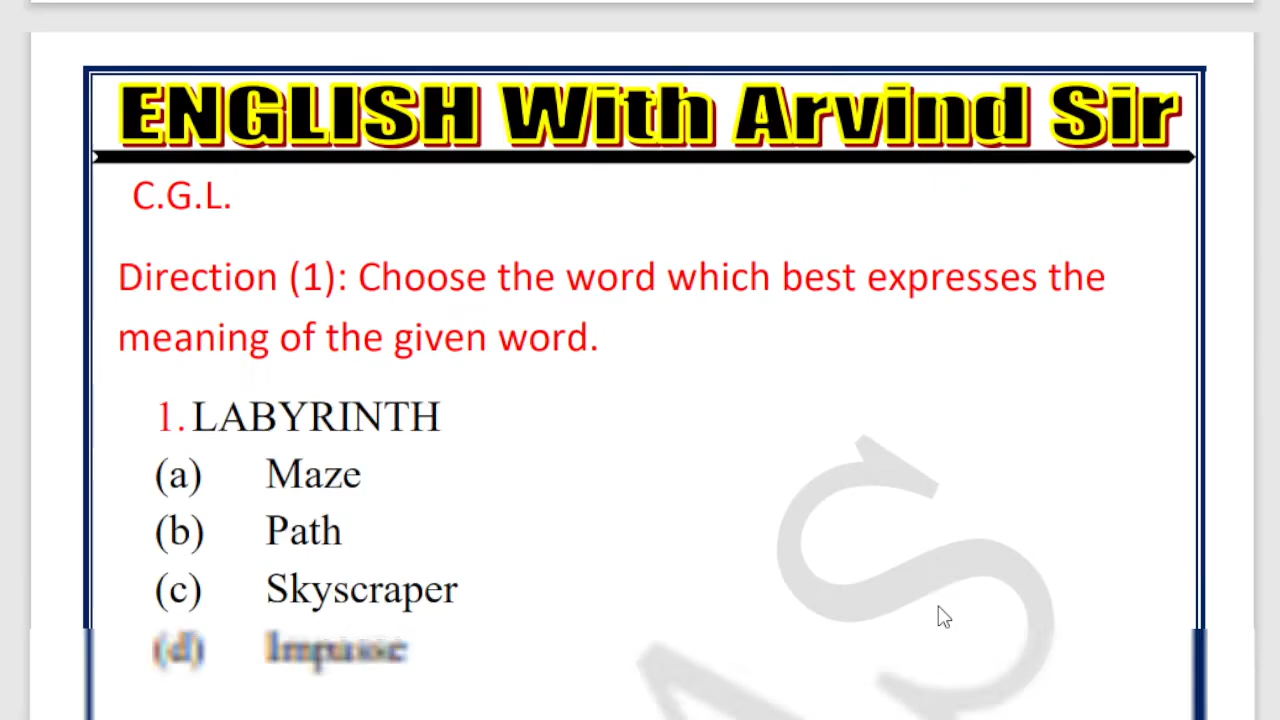 ENGLISH With Arvind Sir
C.G.L.
Direction (1): Choose the word which best expresses the
meaning of the given word.
1. LABYRINTH
(a) Maze
(b) Path
(c) Skyscraper
(d) Impasse